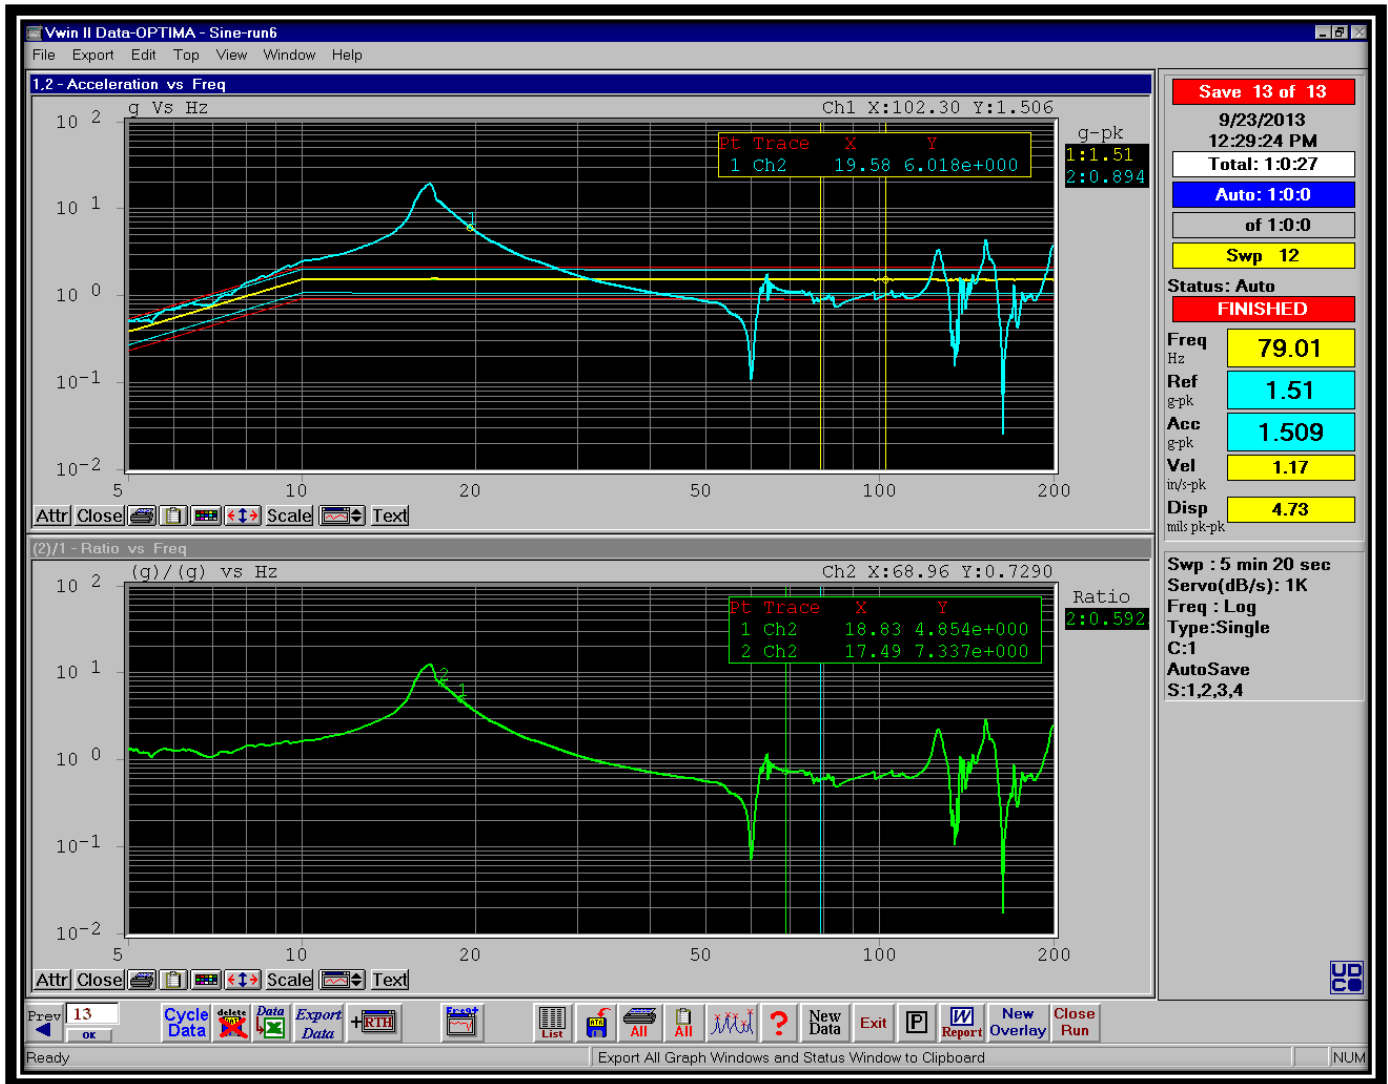 Vwin II Data-OPTIMA - Sine-run6
File Export Edit Top View Window Help
1,2 - Acceleration vs Freq
g Vs Hz
Ch1 X:102.30 Y:1.506
10 2
10 1
10 0
10-1
10-2
Pt Trace X Y
1 Ch2 19.58 6.018e+000
1
g-pk
1:1.51
2:0.894
5 10 20 50 100 200
Attr Close Scale Text
(2)/1 - Ratio vs Freq
(g)/(g) vs Hz
Ch2 X:68.96 Y:0.7290
10 2
10 1
10 0
10-1
10-2
Pt Trace X Y
1 Ch2 18.83 4.854e+000
2 Ch2 17.49 7.337e+000
2
1
Ratio
2:0.592
5 10 20 50 100 200
Attr Close Scale Text
Save 13 of 13
9/23/2013
12:29:24 PM
Total: 1:0:27
Auto: 1:0:0
of 1:0:0
Swp 12
Status: Auto
FINISHED
Freq
Hz
79.01
Ref
g-pk
1.51
Acc
g-pk
1.509
Vel
in/s-pk
1.17
Disp
mils pk-pk
4.73
Swp : 5 min 20 sec
Servo(dB/s): 1K
Freq : Log
Type:Single
C:1
AutoSave
S:1,2,3,4
UD
CO
Prev
13
OK
Cycle
Data
delete
Data
Export
Data
+RTH
Freq+
List
All
All
?
New
Data
Exit
P
W
Report
New
Overlay
Close
Run
Ready
Export All Graph Windows and Status Window to Clipboard
NUM